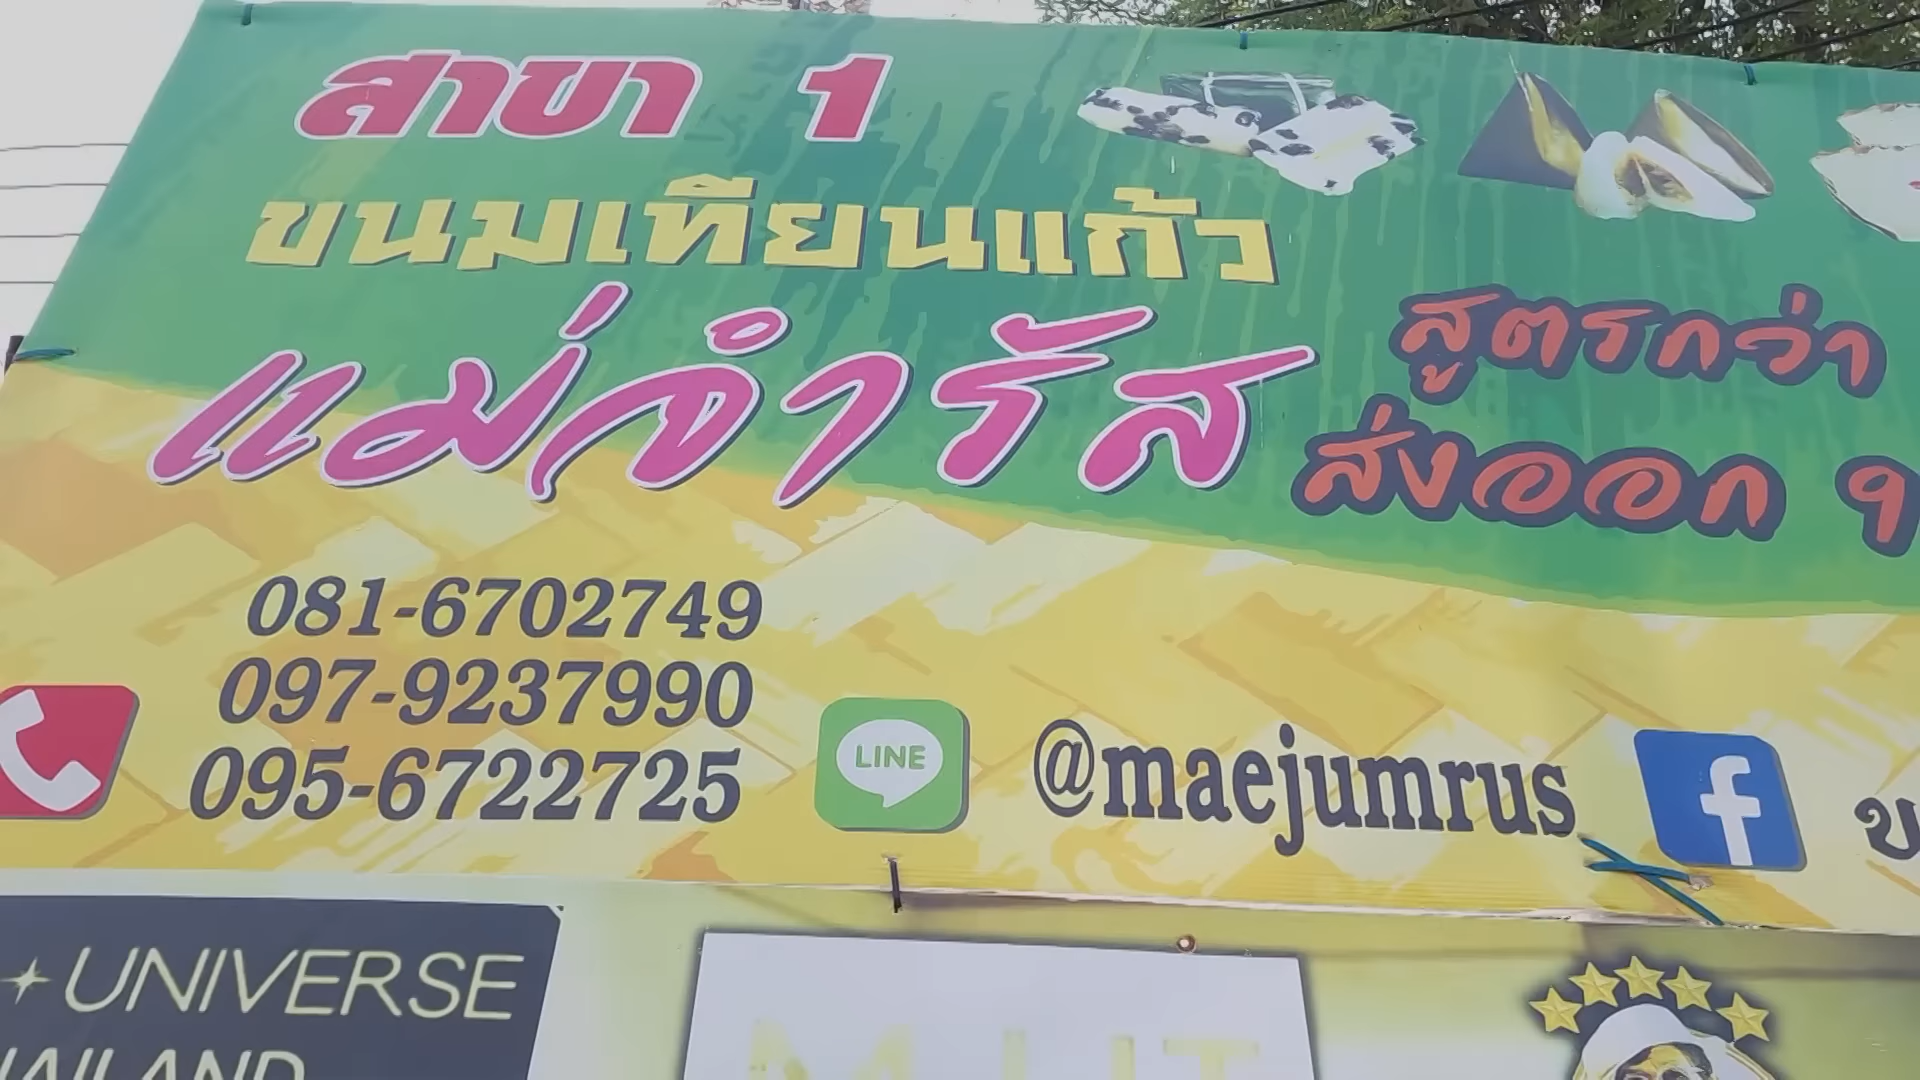 สาขา 1
ขนมเทียนแก้ว
แม่จำรัส
สูตรกว่า
ส่งออก
081-6702749
097-9237990
095-6722725
LINE
@maejumrus
UNIVERSE